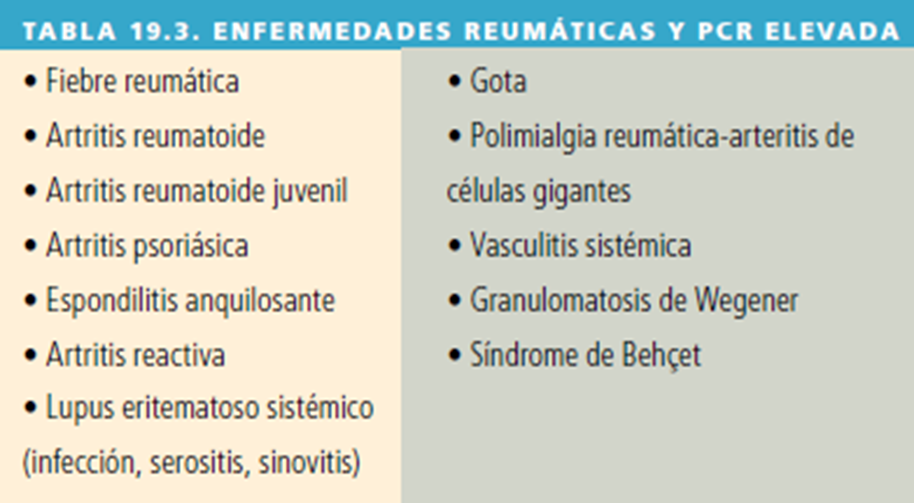 TABLA 19.3. ENFERMEDADES REUMÁTICAS Y PCR ELEVADA
• Fiebre reumática
• Artritis reumatoide
• Artritis reumatoide juvenil
• Artritis psoriásica
• Espondilitis anquilosante
• Artritis reactiva
• Lupus eritematoso sistémico
(infección, serositis, sinovitis)
• Gota
• Polimialgia reumática-arteritis de
células gigantes
• Vasculitis sistémica
• Granulomatosis de Wegener
• Síndrome de Behçet